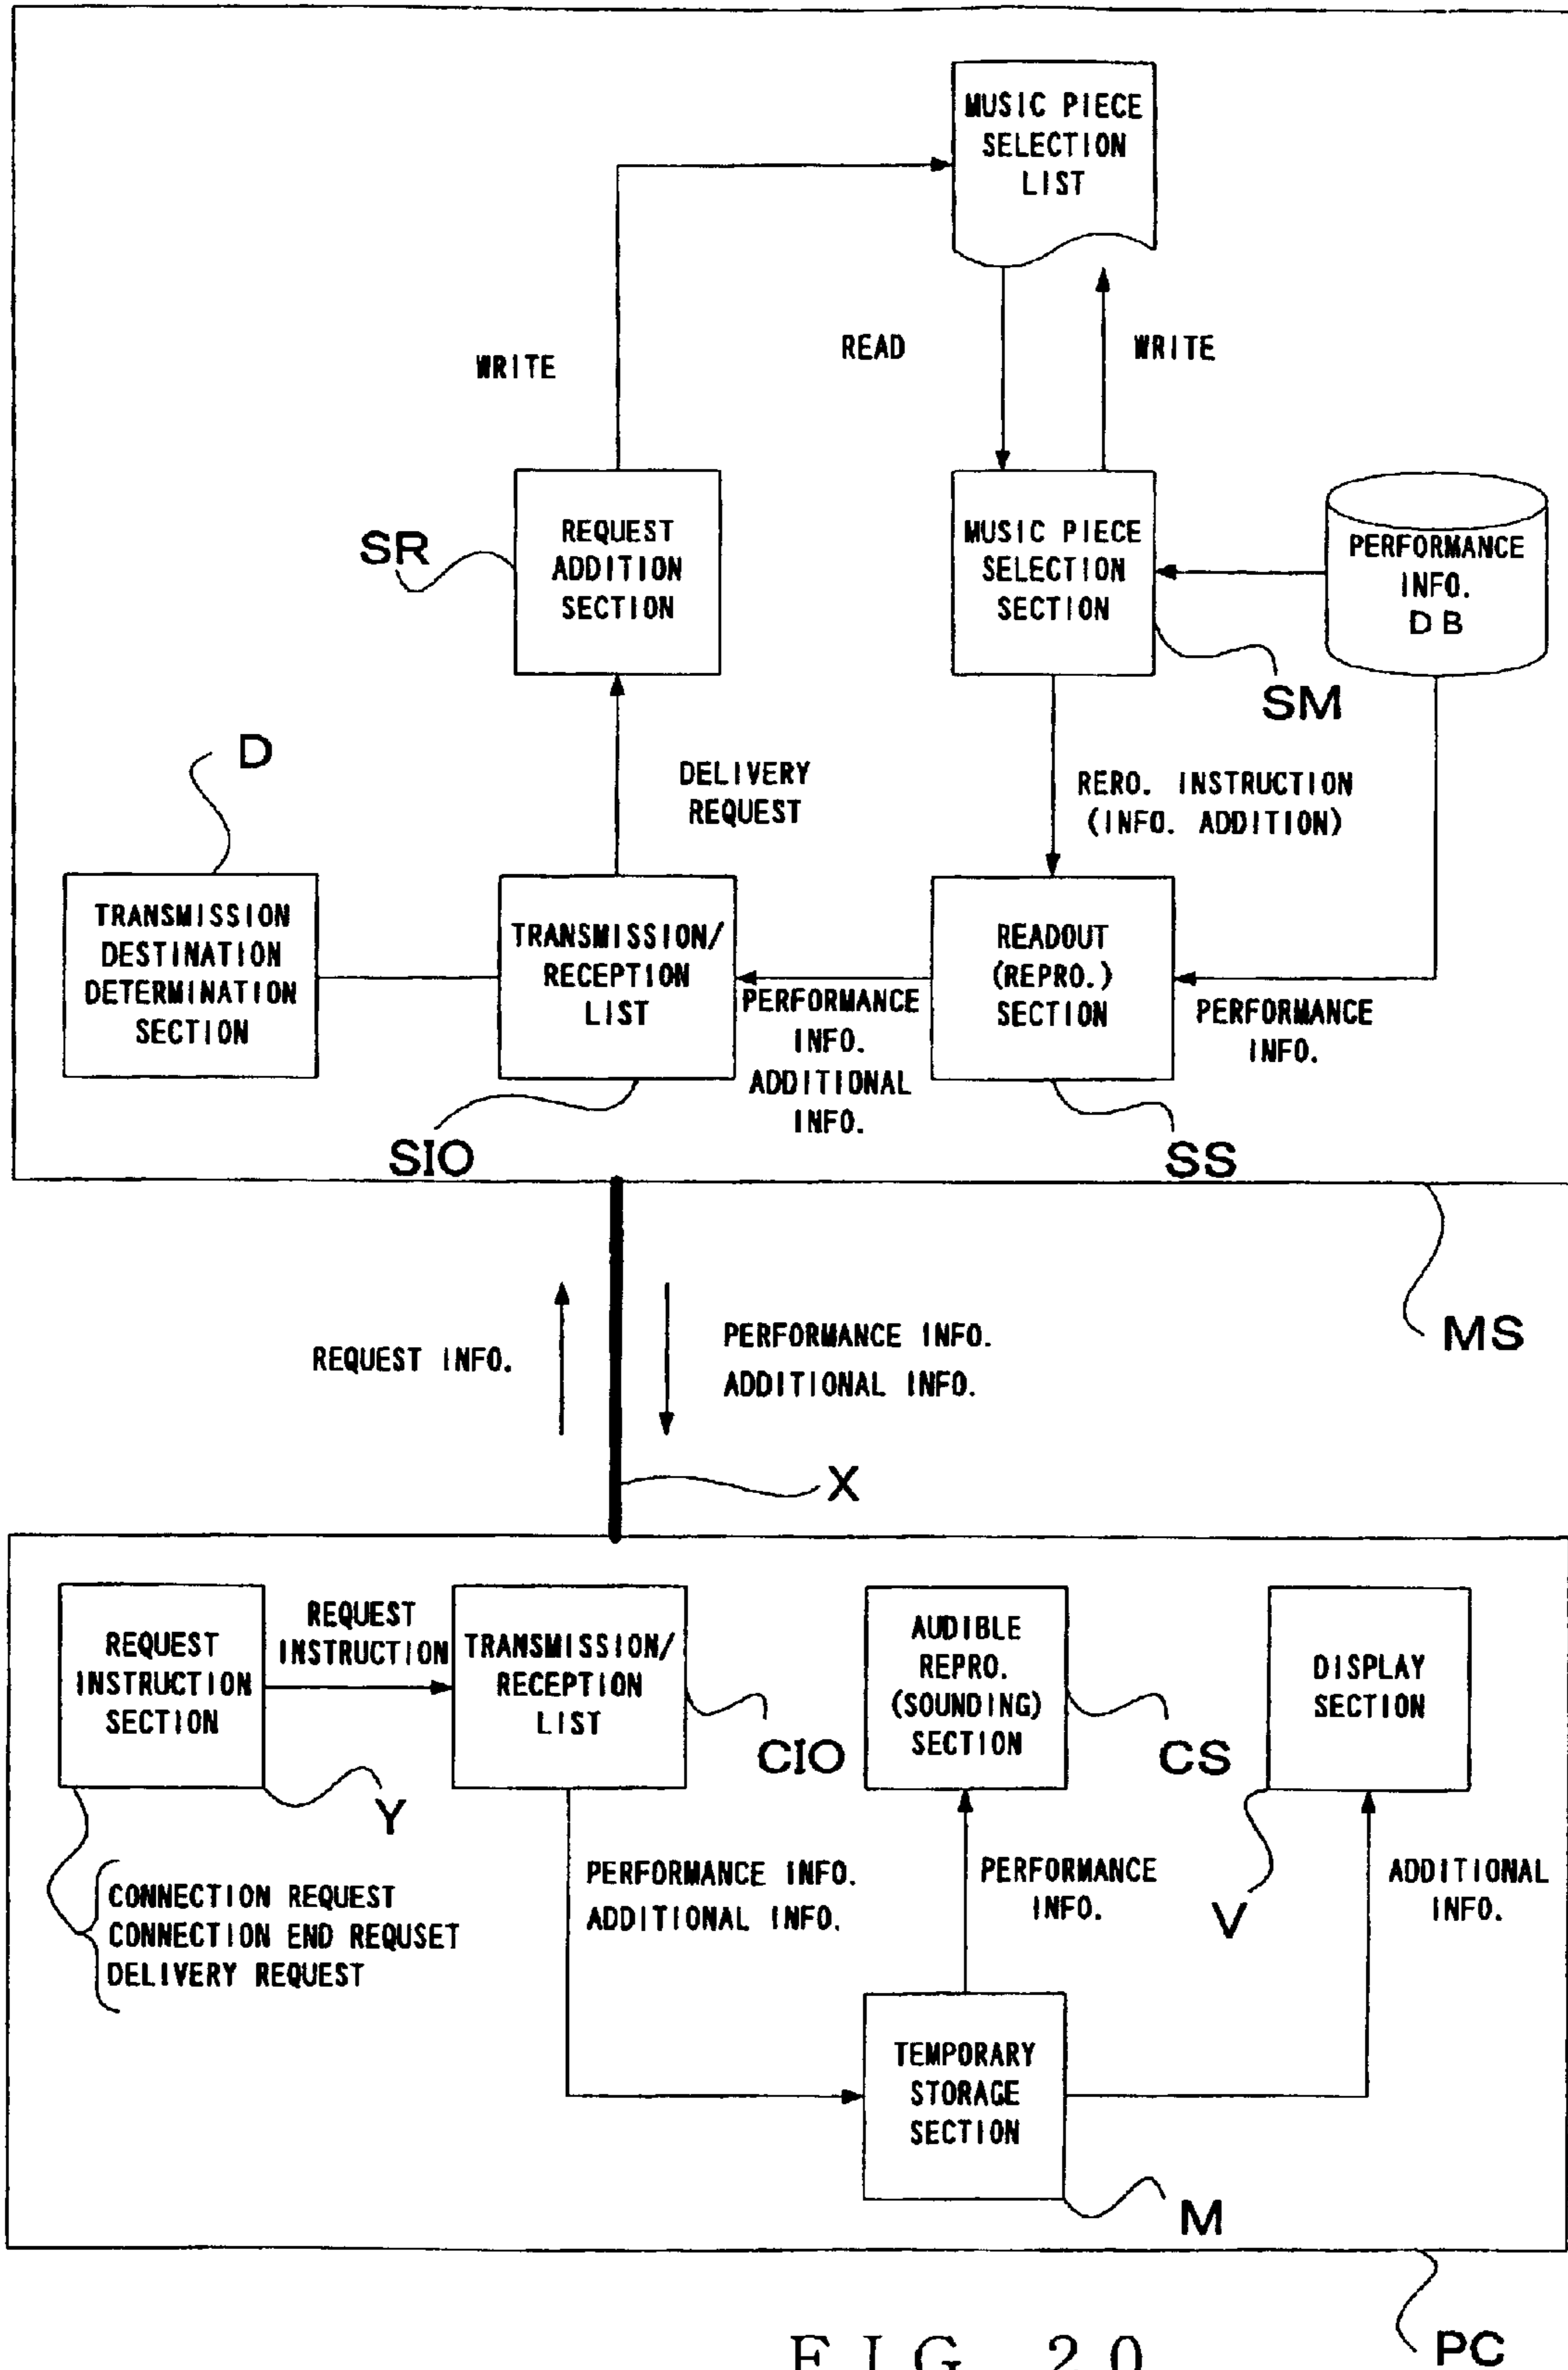 MUSIC PIECE
SELECTION
LIST
WRITE
READ
WRITE
SR
REQUEST
ADDITION
SECTION
MUSIC PIECE
SELECTION
SECTION
PERFORMANCE
INFO.
DB
SM
D
DELIVERY
REQUEST
RERO. INSTRUCTION
(INFO. ADDITION)
TRANSMISSION
DESTINATION
DETERMINATION
SECTION
TRANSMISSION/
RECEPTION
LIST
PERFORMANCE
INFO.
ADDITIONAL
INFO.
READOUT
(REPRO.)
SECTION
PERFORMANCE
INFO.
SIO
SS
MS
REQUEST INFO.
PERFORMANCE INFO.
ADDITIONAL INFO.
X
REQUEST
INSTRUCTION
SECTION
REQUEST
INSTRUCTION
TRANSMISSION/
RECEPTION
LIST
AUDIBLE
REPRO.
(SOUNDING)
SECTION
DISPLAY
SECTION
CIO
CS
Y
V
CONNECTION REQUEST
CONNECTION END REQUSET
DELIVERY REQUEST
PERFORMANCE INFO.
ADDITIONAL INFO.
PERFORMANCE
INFO.
ADDITIONAL
INFO.
TEMPORARY
STORAGE
SECTION
M
PC
FIG. 20